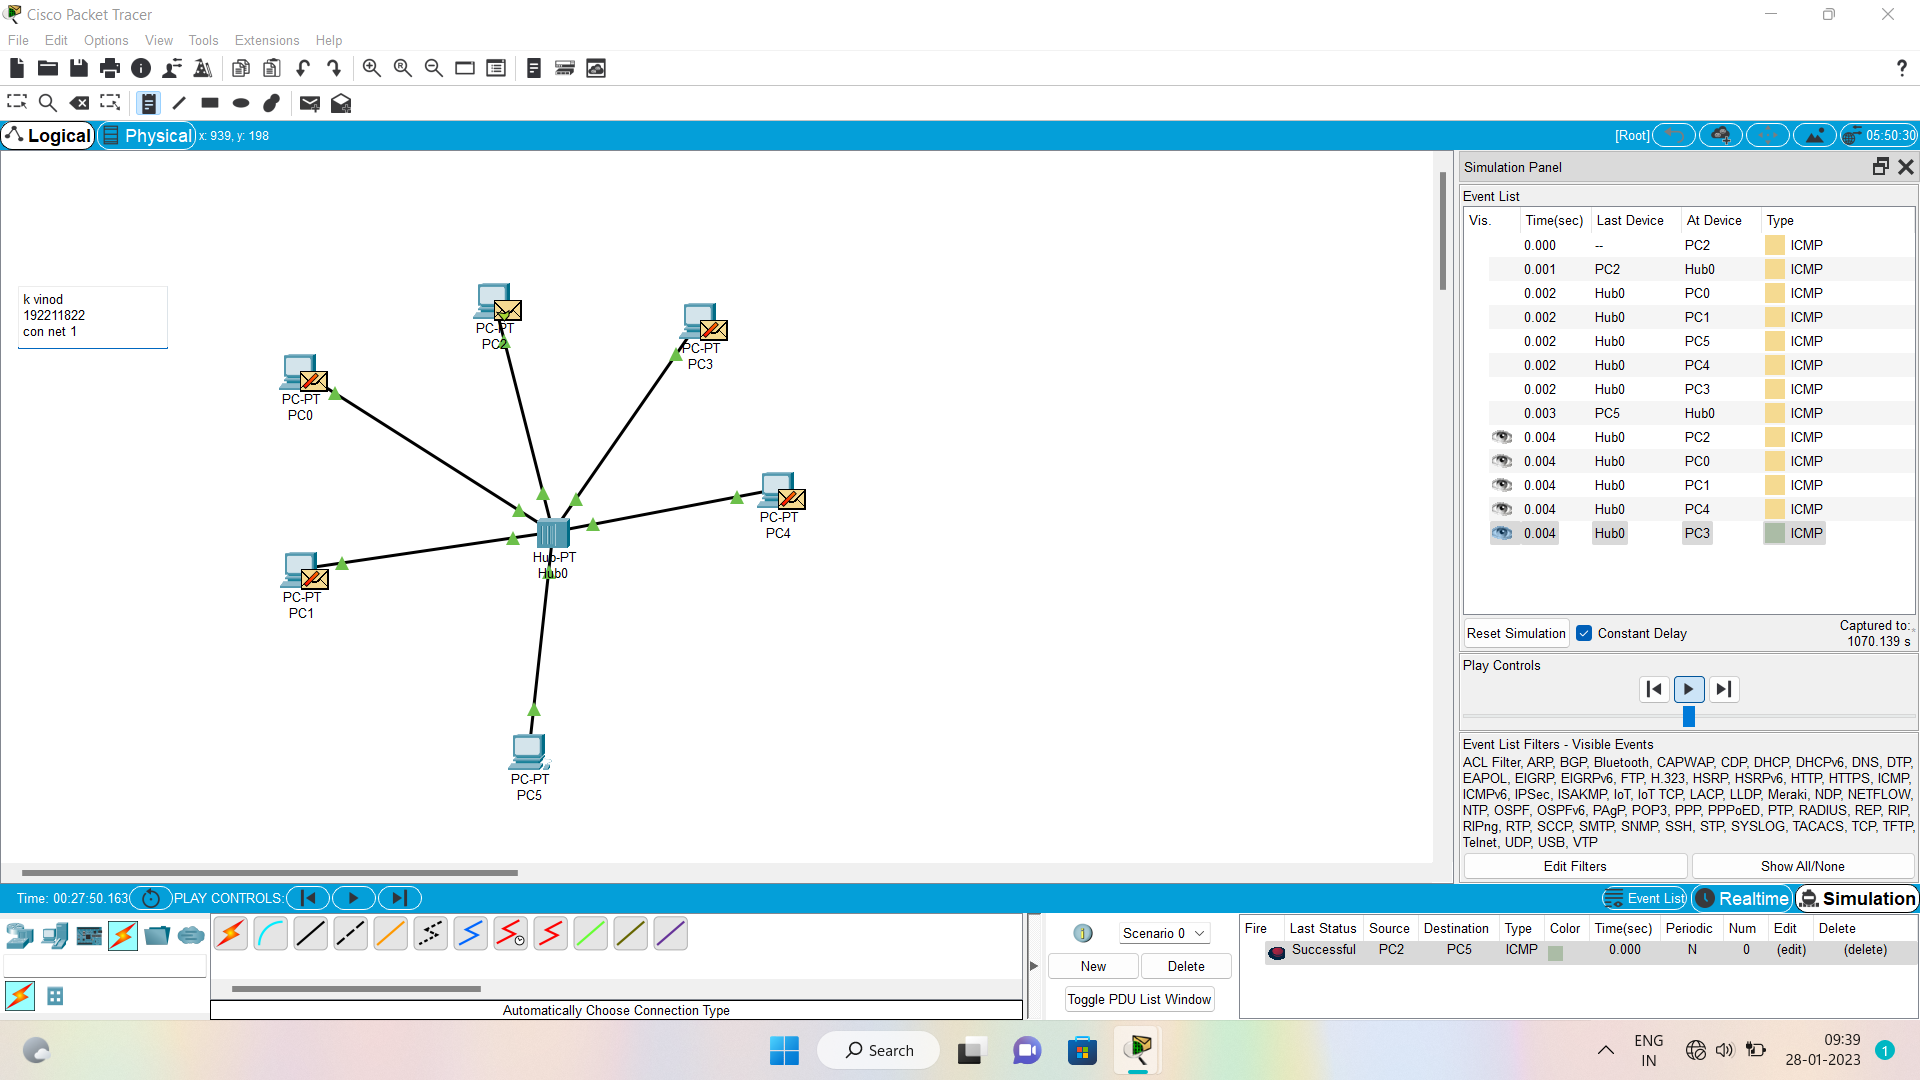 Cisco Packet Tracer
File Edit Options View Tools Extensions Help
Logical Physical x: 939, y: 198 [Root] 05:50:30
k vinod
192211822
con net 1
PC-PT
PC2
PC-PT
PC3
PC-PT
PC0
PC-PT
PC4
Hub-PT
Hub0
PC-PT
PC1
PC-PT
PC5
Simulation Panel
Event List
Vis. Time(sec) Last Device At Device Type
0.000 -- PC2 ICMP
0.001 PC2 Hub0 ICMP
0.002 Hub0 PC0 ICMP
0.002 Hub0 PC1 ICMP
0.002 Hub0 PC5 ICMP
0.002 Hub0 PC4 ICMP
0.002 Hub0 PC3 ICMP
0.003 PC5 Hub0 ICMP
0.004 Hub0 PC2 ICMP
0.004 Hub0 PC0 ICMP
0.004 Hub0 PC1 ICMP
0.004 Hub0 PC4 ICMP
0.004 Hub0 PC3 ICMP
Reset Simulation Constant Delay Captured to:
1070.139 s
Play Controls
Event List Filters - Visible Events
ACL Filter, ARP, BGP, Bluetooth, CAPWAP, CDP, DHCP, DHCPv6, DNS, DTP,
EAPOL, EIGRP, EIGRPv6, FTP, H.323, HSRP, HSRPv6, HTTP, HTTPS, ICMP,
ICMPv6, IPSec, ISAKMP, IoT, IoT TCP, LACP, LLDP, Meraki, NDP, NETFLOW,
NTP, OSPF, OSPFv6, PAgP, POP3, PPP, PPPoED, PTP, RADIUS, REP, RIP,
RIPng, RTP, SCCP, SMTP, SNMP, SSH, STP, SYSLOG, TACACS, TCP, TFTP,
Telnet, UDP, USB, VTP
Edit Filters Show All/None
Time: 00:27:50.163 PLAY CONTROLS: Event List Realtime Simulation
Scenario 0
New Delete
Toggle PDU List Window
Fire Last Status Source Destination Type Color Time(sec) Periodic Num Edit Delete
Successful PC2 PC5 ICMP 0.000 N 0 (edit) (delete)
Automatically Choose Connection Type
Search
ENG
IN
09:39
28-01-2023
1